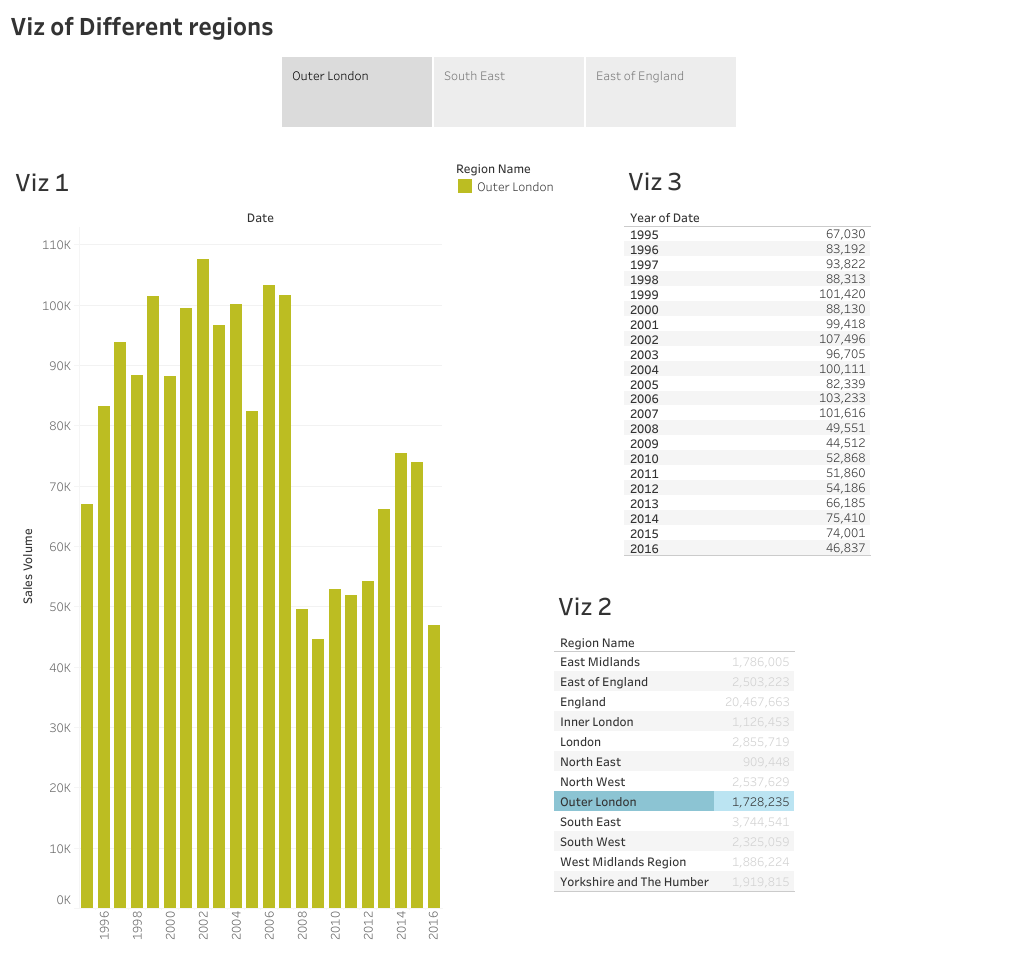 Viz of Different regions
Outer London
South East
East of England
Viz 1
Region Name
Outer London
Date
110K
100K
90K
80K
70K
60K
50K
40K
30K
20K
10K
0K
Sales Volume
1996
1998
2000
2002
2004
2006
2008
2010
2012
2014
2016
Viz 3
Year of Date
1995 67,030
1996 83,192
1997 93,822
1998 88,313
1999 101,420
2000 88,130
2001 99,418
2002 107,496
2003 96,705
2004 100,111
2005 82,339
2006 103,233
2007 101,616
2008 49,551
2009 44,512
2010 52,868
2011 51,860
2012 54,186
2013 66,185
2014 75,410
2015 74,001
2016 46,837
Viz 2
Region Name
East Midlands 1,786,005
East of England 2,503,223
England 20,467,663
Inner London 1,126,453
London 2,855,719
North East 909,448
North West 2,537,629
Outer London 1,728,235
South East 3,744,541
South West 2,325,059
West Midlands Region 1,886,224
Yorkshire and The Humber 1,919,815